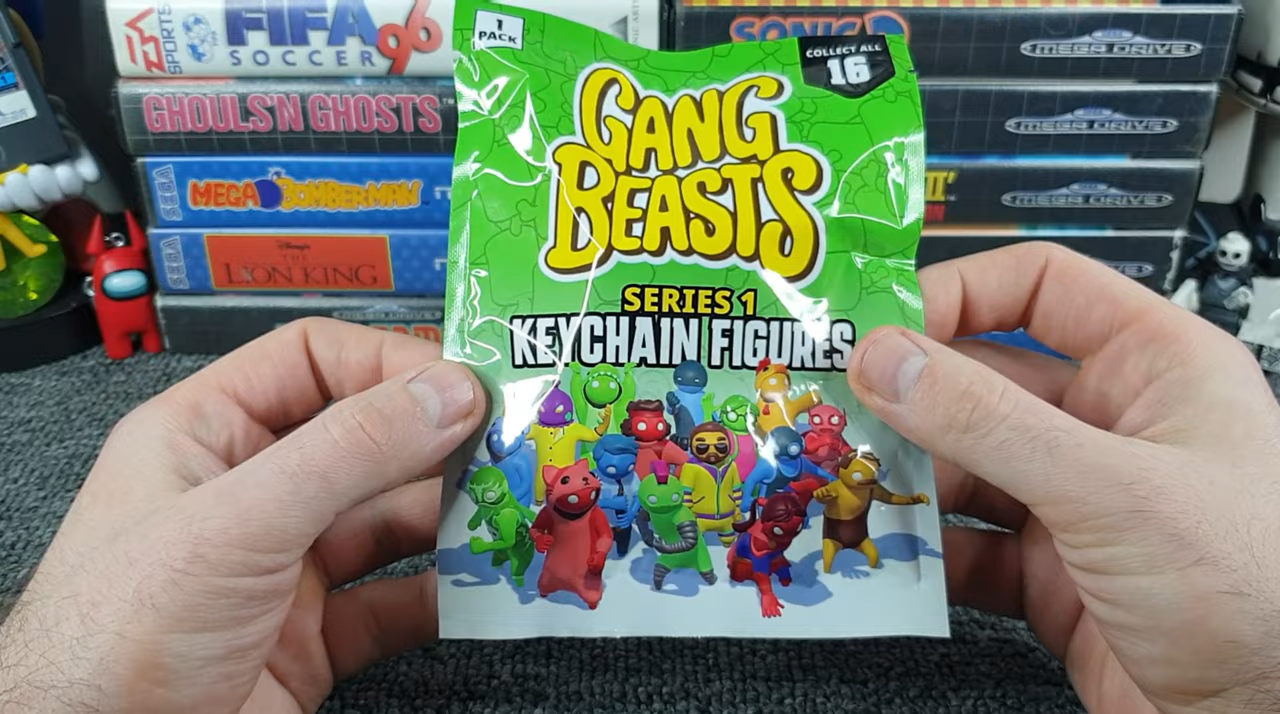 EA SPORTS
FIFA 96
SOCCER
GHOULS'N GHOSTS
SEGA
MEGA BOMBERMAN
SEGA
Disney's
THE
LION KING
1
PACK
COLLECT ALL
16
GANG
BEASTS
SERIES 1
KEYCHAIN FIGURES
SONIC
MEGA DRIVE
MEGA DRIVE
MEGA DRIVE